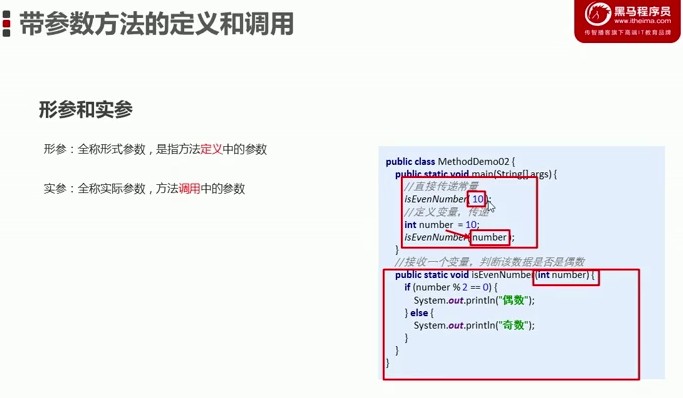 带参数方法的定义和调用
黑马程序员
www.itheima.com
传智播客旗下高端IT教育品牌
形参和实参
形参：全称形式参数，是指方法定义中的参数
实参：全称实际参数，方法调用中的参数
public class MethodDemo02 {
public static void main(String[] args) {
//直接传递常量
isEvenNumber( 10 );
//定义变量，传递
int number = 10;
isEvenNumber( number );
}
//接收一个变量，判断该数据是否是偶数
public static void isEvenNumber(int number) {
if (number % 2 == 0) {
System.out.println("偶数");
} else {
System.out.println("奇数");
}
}
}